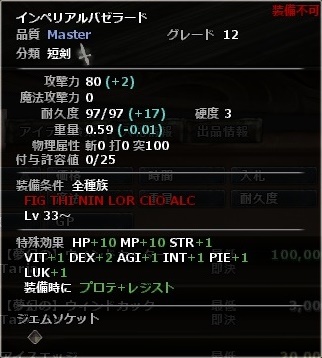 インペリアルバゼラード
装備不可
品質 Master グレード 12
分類 短剣
攻撃力 80 (+2)
魔法攻撃力 0
耐久度 97/97 (+17) 硬度 3
重量 0.59 (-0.01)
物理属性 斬0 打0 突100
付与許容値 0/25
装備条件 全種族
FIG THI NIN LOR CLO ALC
Lv 33～
特殊効果 HP+10 MP+10 STR+1
VIT+1 DEX+2 AGI+1 INT+1 PIE+1
LUK+1
装備時に プロテ+レジスト
ジェムソケット